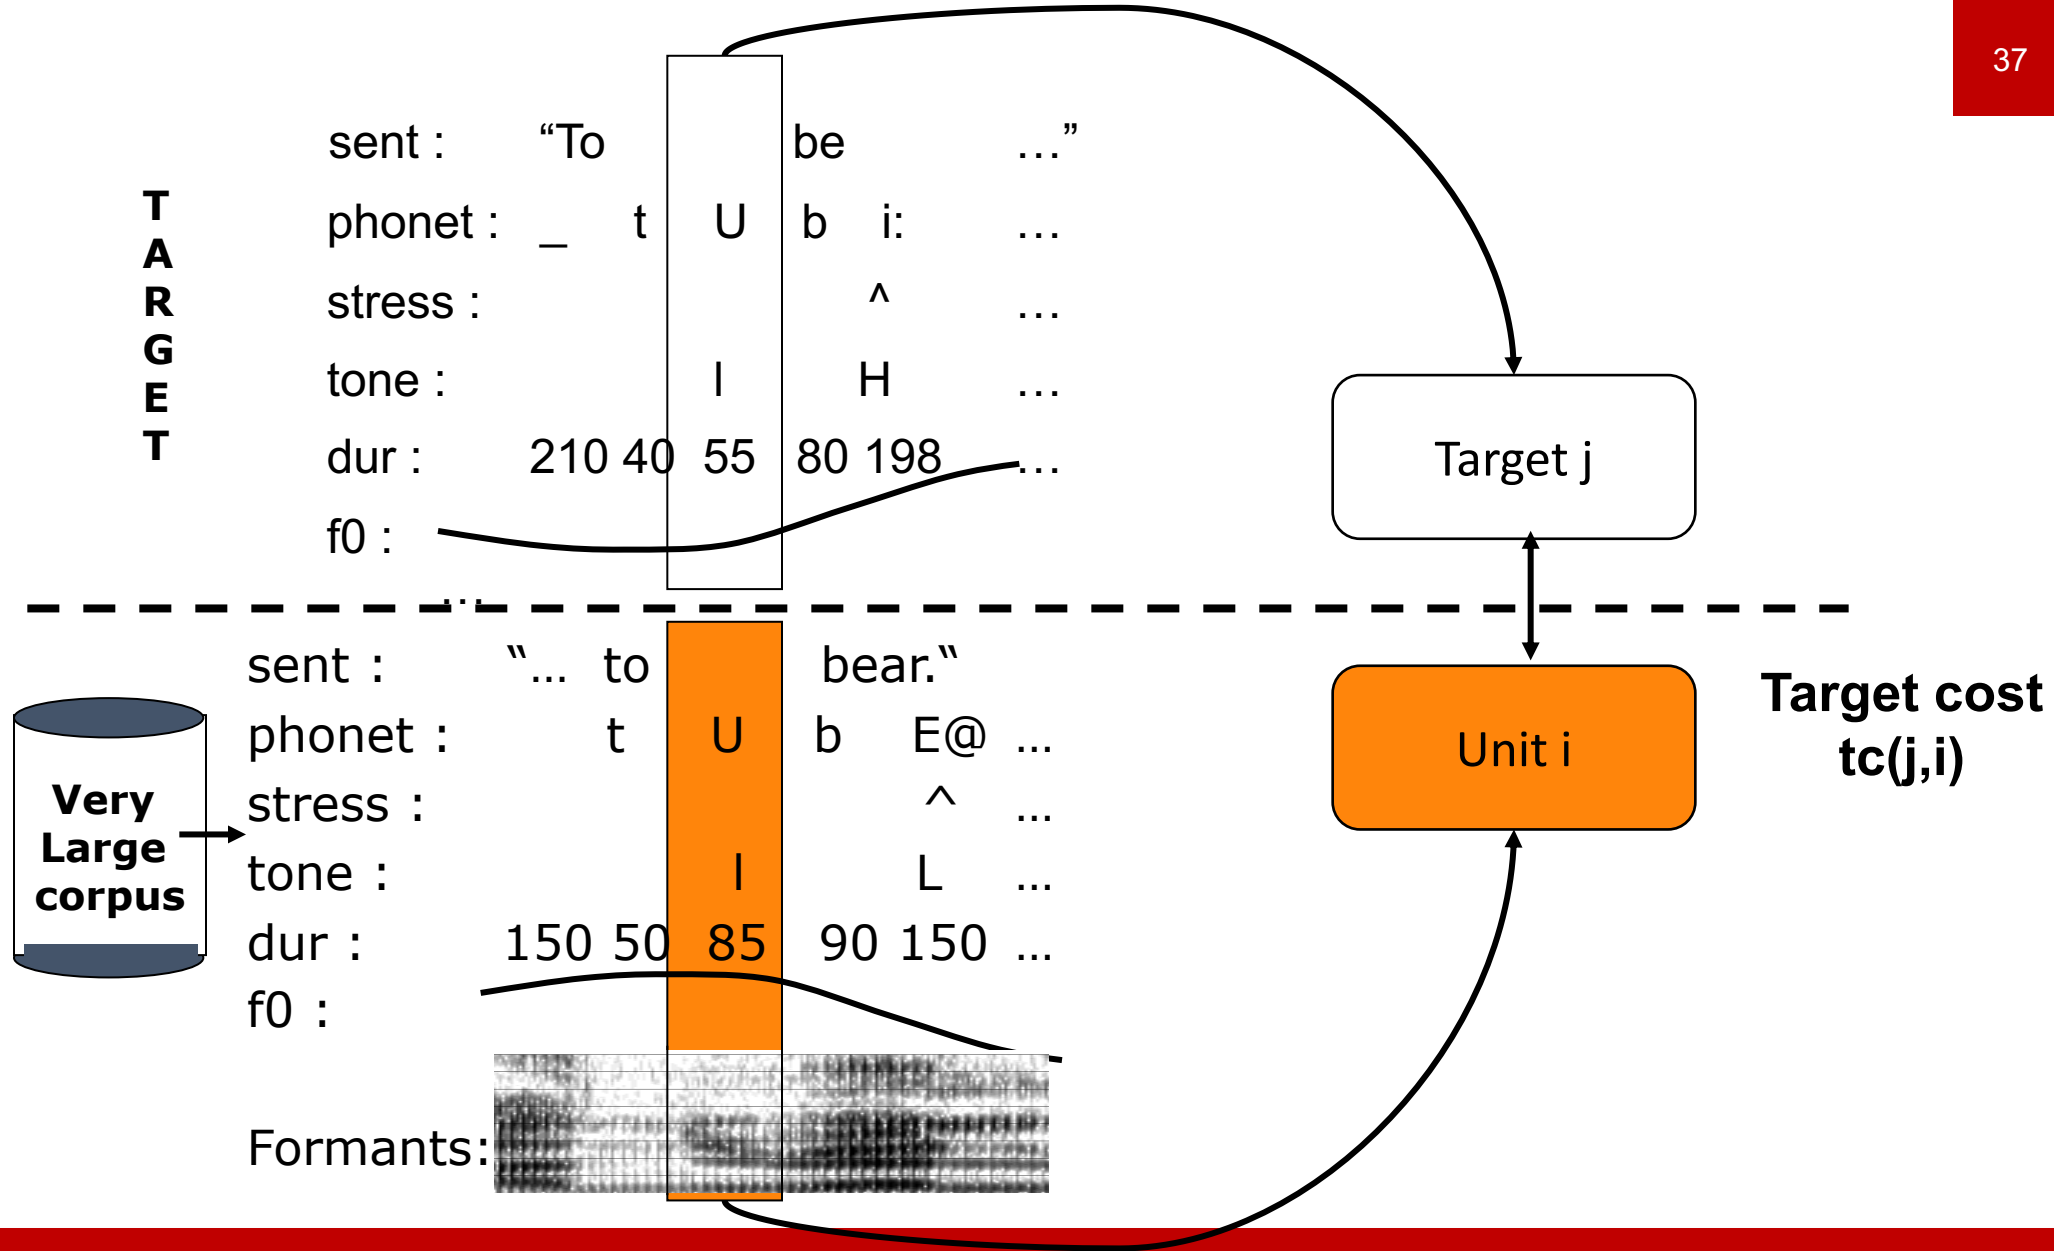 37
sent : “To be …”
phonet : _ t U b i: …
stress : ^ …
tone : l H …
dur : 210 40 55 80 198 …
f0 :
…
T
A
R
G
E
T
Target j
sent : “… to bear.“
phonet : t U b E@ …
stress : ^ …
tone : l L …
dur : 150 50 85 90 150 …
f0 :
Formants:
Very
Large
corpus
Unit i
Target cost
tc(j,i)